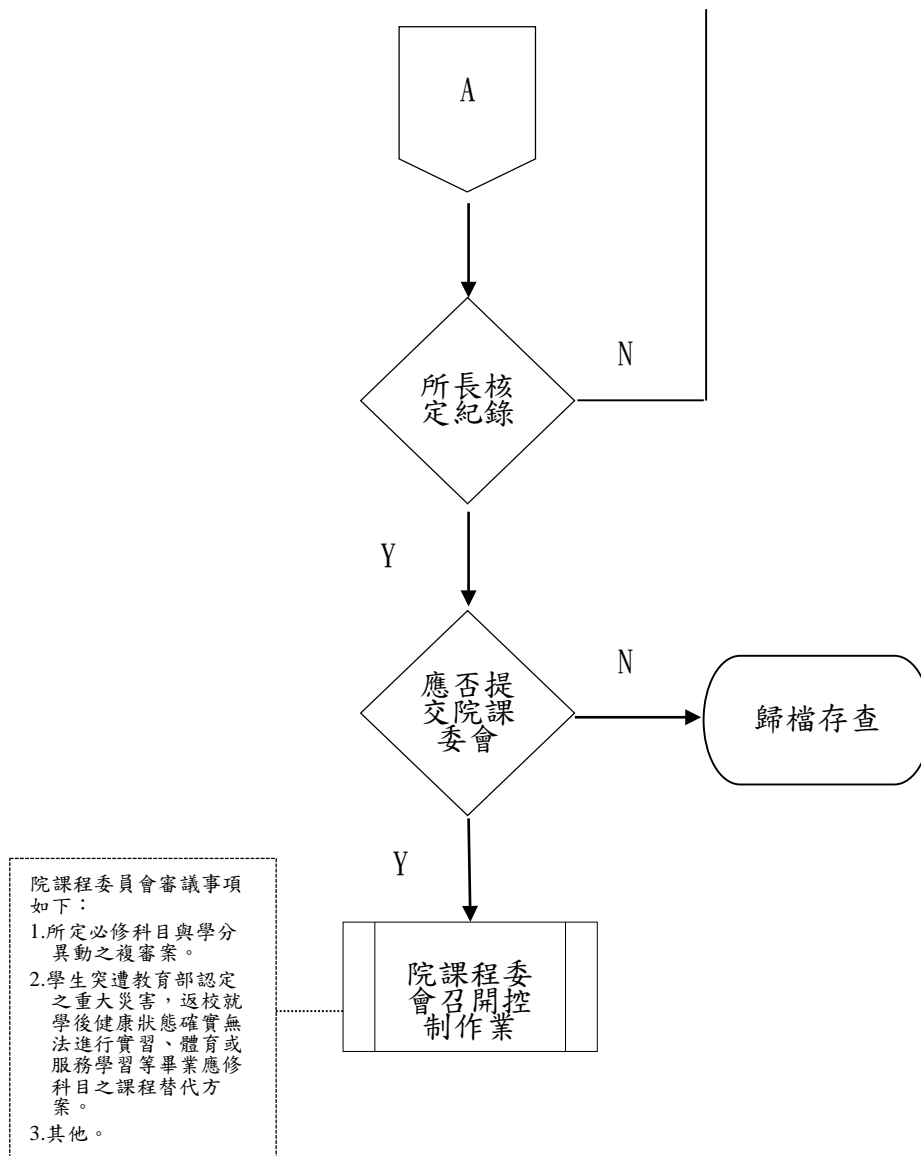 A
所長核
定紀錄
N
Y
應否提
交院課
委會
N
歸檔存查
Y
院課程委
會召開控
制作業
院課程委員會審議事項
如下：
1.所定必修科目與學分
異動之複審案。
2.學生突遭教育部認定
之重大災害，返校就
學後健康狀態確實無
法進行實習、體育或
服務學習等畢業應修
科目之課程替代方
案。
3.其他。